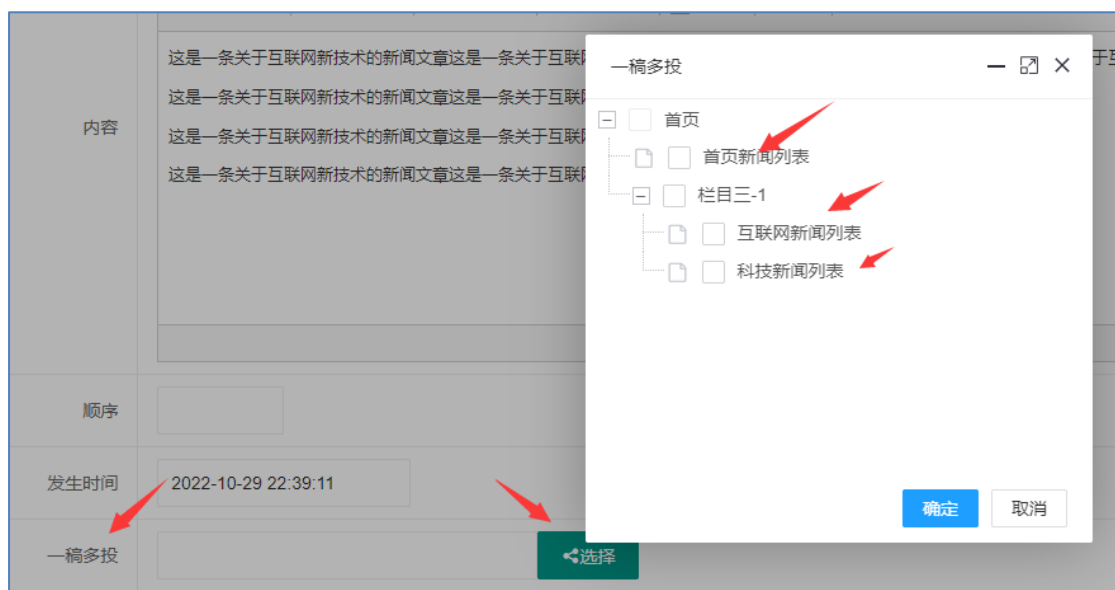 这是一条关于互联网新技术的新闻文章这是一条关于互联
于互
这是一条关于互联网新技术的新闻文章这是一条关于互联
这是一条关于互联网新技术的新闻文章这是一条关于互联
这是一条关于互联网新技术的新闻文章这是一条关于互联
内容
顺序
发生时间
2022-10-29 22:39:11
一稿多投
选择
一稿多投
首页
首页新闻列表
栏目三-1
互联网新闻列表
科技新闻列表
确定
取消